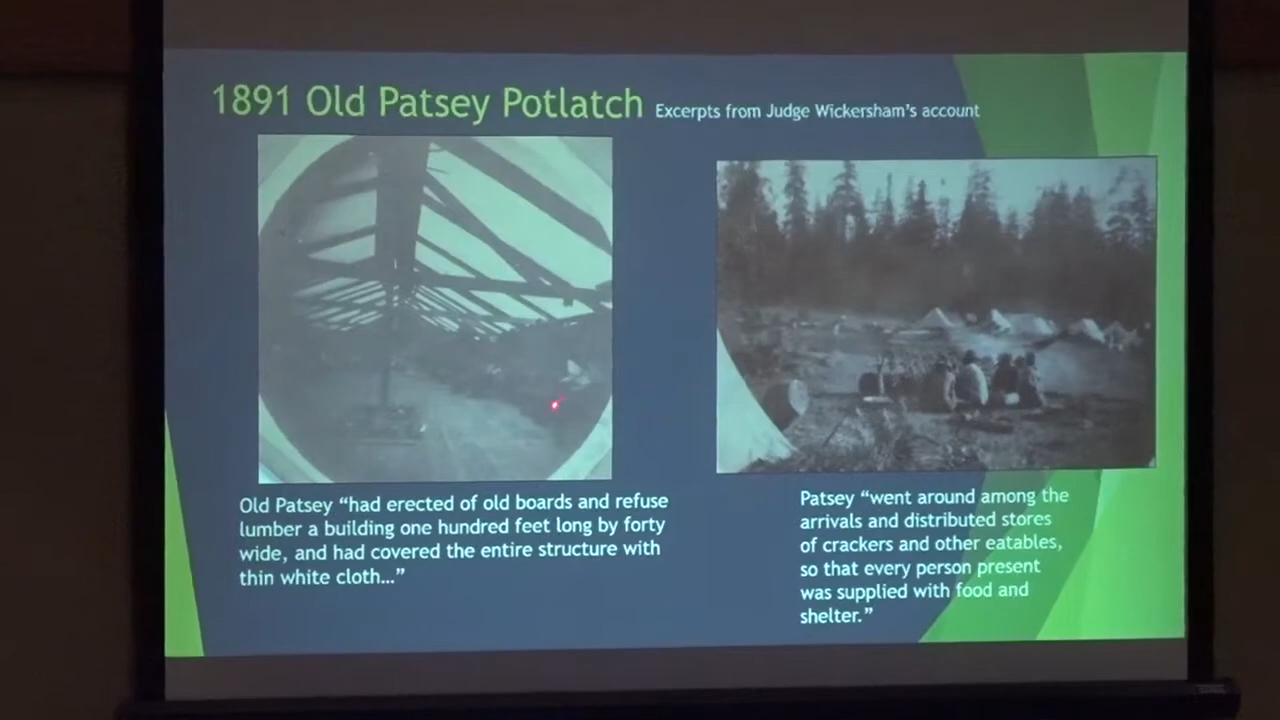 1891 Old Patsey Potlatch Excerpts from Judge Wickersham's account
Old Patsey “had erected of old boards and refuse
lumber a building one hundred feet long by forty
wide, and had covered the entire structure with
thin white cloth…”
Patsey “went around among the
arrivals and distributed stores
of crackers and other eatables,
so that every person present
was supplied with food and
shelter.”